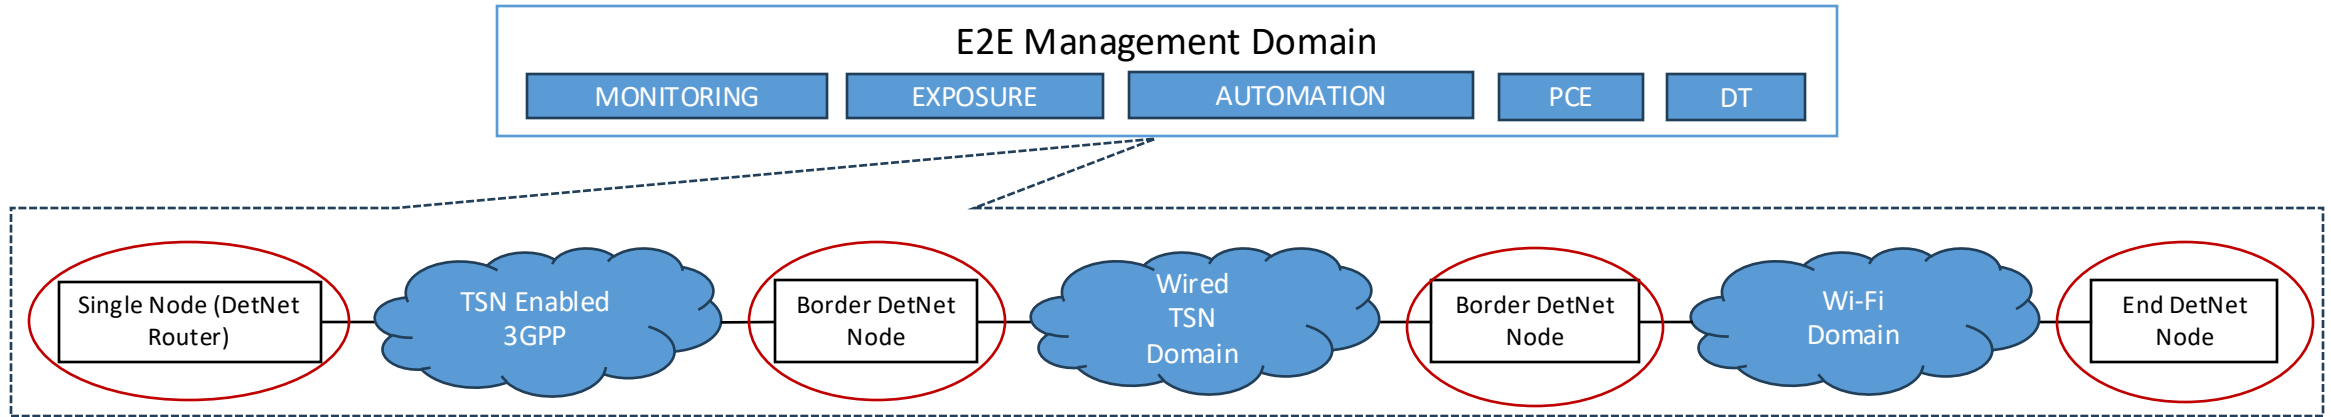 E2E Management Domain
MONITORING
EXPOSURE
AUTOMATION
PCE
DT
Single Node (DetNet
Router)
TSN Enabled
3GPP
Border DetNet
Node
Wired
TSN
Domain
Border DetNet
Node
Wi-Fi
Domain
End DetNet
Node